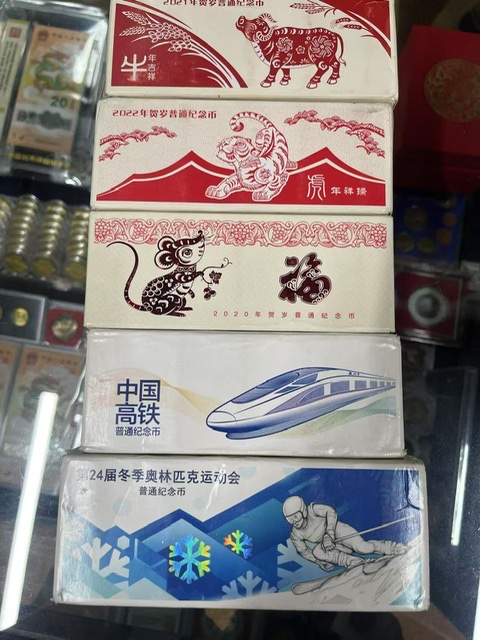 2021年贺岁普通纪念币
牛
年吉祥
2022年贺岁普通纪念币
虎
年祥瑞
福
2020年贺岁普通纪念币
中国
高铁
普通纪念币
第24届冬季奥林匹克运动会
普通纪念币
20